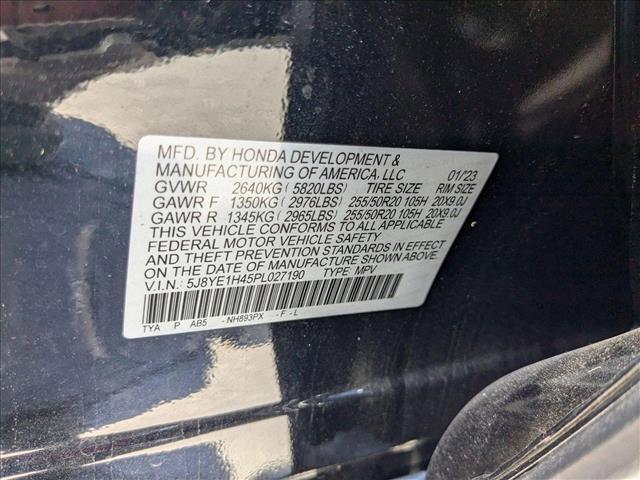 MFD. BY HONDA DEVELOPMENT &
MANUFACTURING OF AMERICA, LLC 01/23
GVWR 2640KG ( 5820LBS) TIRE SIZE RIM SIZE
GAWR F 1350KG ( 2976LBS) 255/50R20 105H 20X9.0J
GAWR R 1345KG ( 2965LBS) 255/50R20 105H 20X9.0J
THIS VEHICLE CONFORMS TO ALL APPLICABLE
FEDERAL MOTOR VEHICLE SAFETY
AND THEFT PREVENTION STANDARDS IN EFFECT
ON THE DATE OF MANUFACTURE SHOWN ABOVE.
V.I.N.: 5J8YE1H45PL027190 TYPE: MPV
TYA P AB5 -NH893PX -F-L